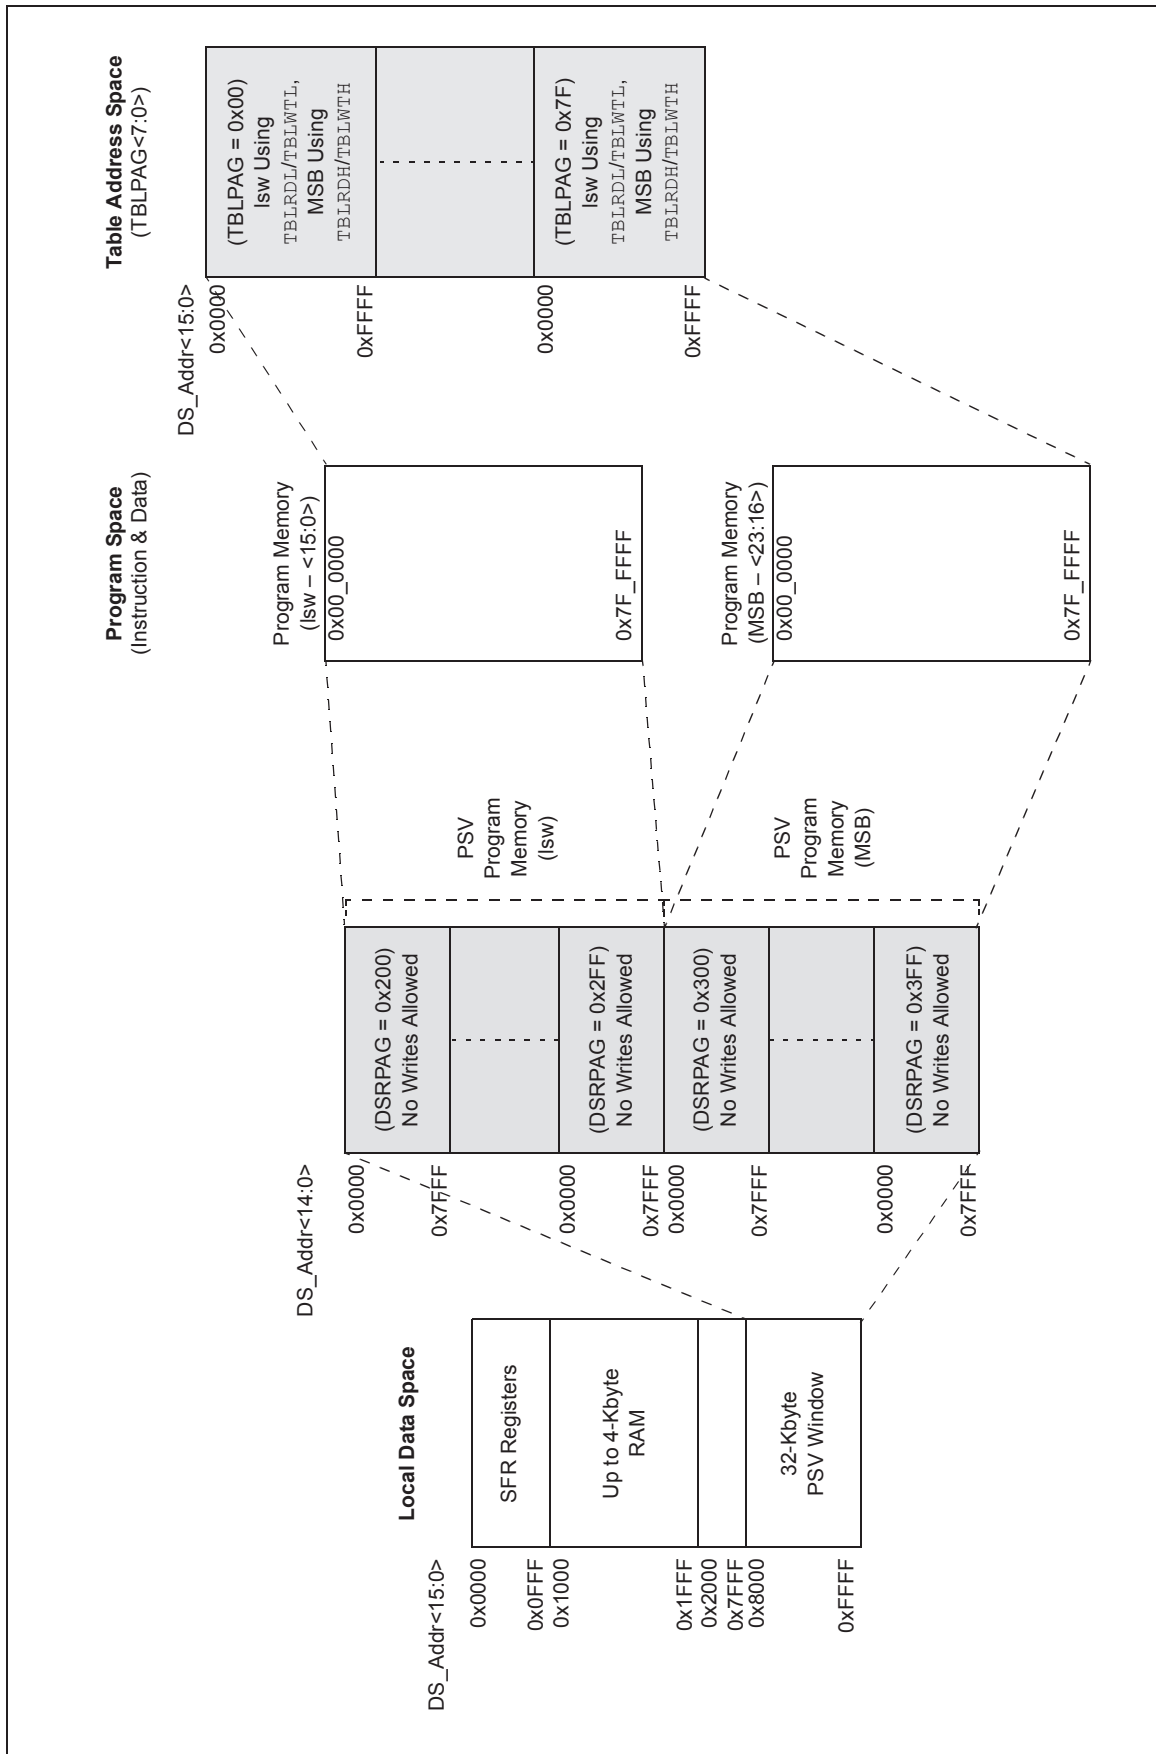 Local Data Space
DS_Addr<15:0>
0x0000
SFR Registers
0x0FFF
0x1000
Up to 4-Kbyte
RAM
0x1FFF
0x2000
0x7FFF
0x8000
32-Kbyte
PSV Window
0xFFFF
DS_Addr<14:0>
0x0000
(DSRPAG = 0x200)
No Writes Allowed
0x7FFF
0x0000
(DSRPAG = 0x2FF)
No Writes Allowed
0x7FFF
0x0000
(DSRPAG = 0x300)
No Writes Allowed
0x7FFF
0x0000
(DSRPAG = 0x3FF)
No Writes Allowed
0x7FFF
PSV
Program
Memory
(lsw)
PSV
Program
Memory
(MSB)
Program Space
(Instruction & Data)
Program Memory
(lsw – <15:0>)
0x00_0000
0x7F_FFFF
Program Memory
(MSB – <23:16>)
0x00_0000
0x7F_FFFF
Table Address Space
(TBLPAG<7:0>)
DS_Addr<15:0>
0x0000
(TBLPAG = 0x00)
lsw Using
TBLRDL/TBLWTL,
MSB Using
TBLRDH/TBLWTH
0xFFFF
0x0000
(TBLPAG = 0x7F)
lsw Using
TBLRDL/TBLWTL,
MSB Using
TBLRDH/TBLWTH
0xFFFF